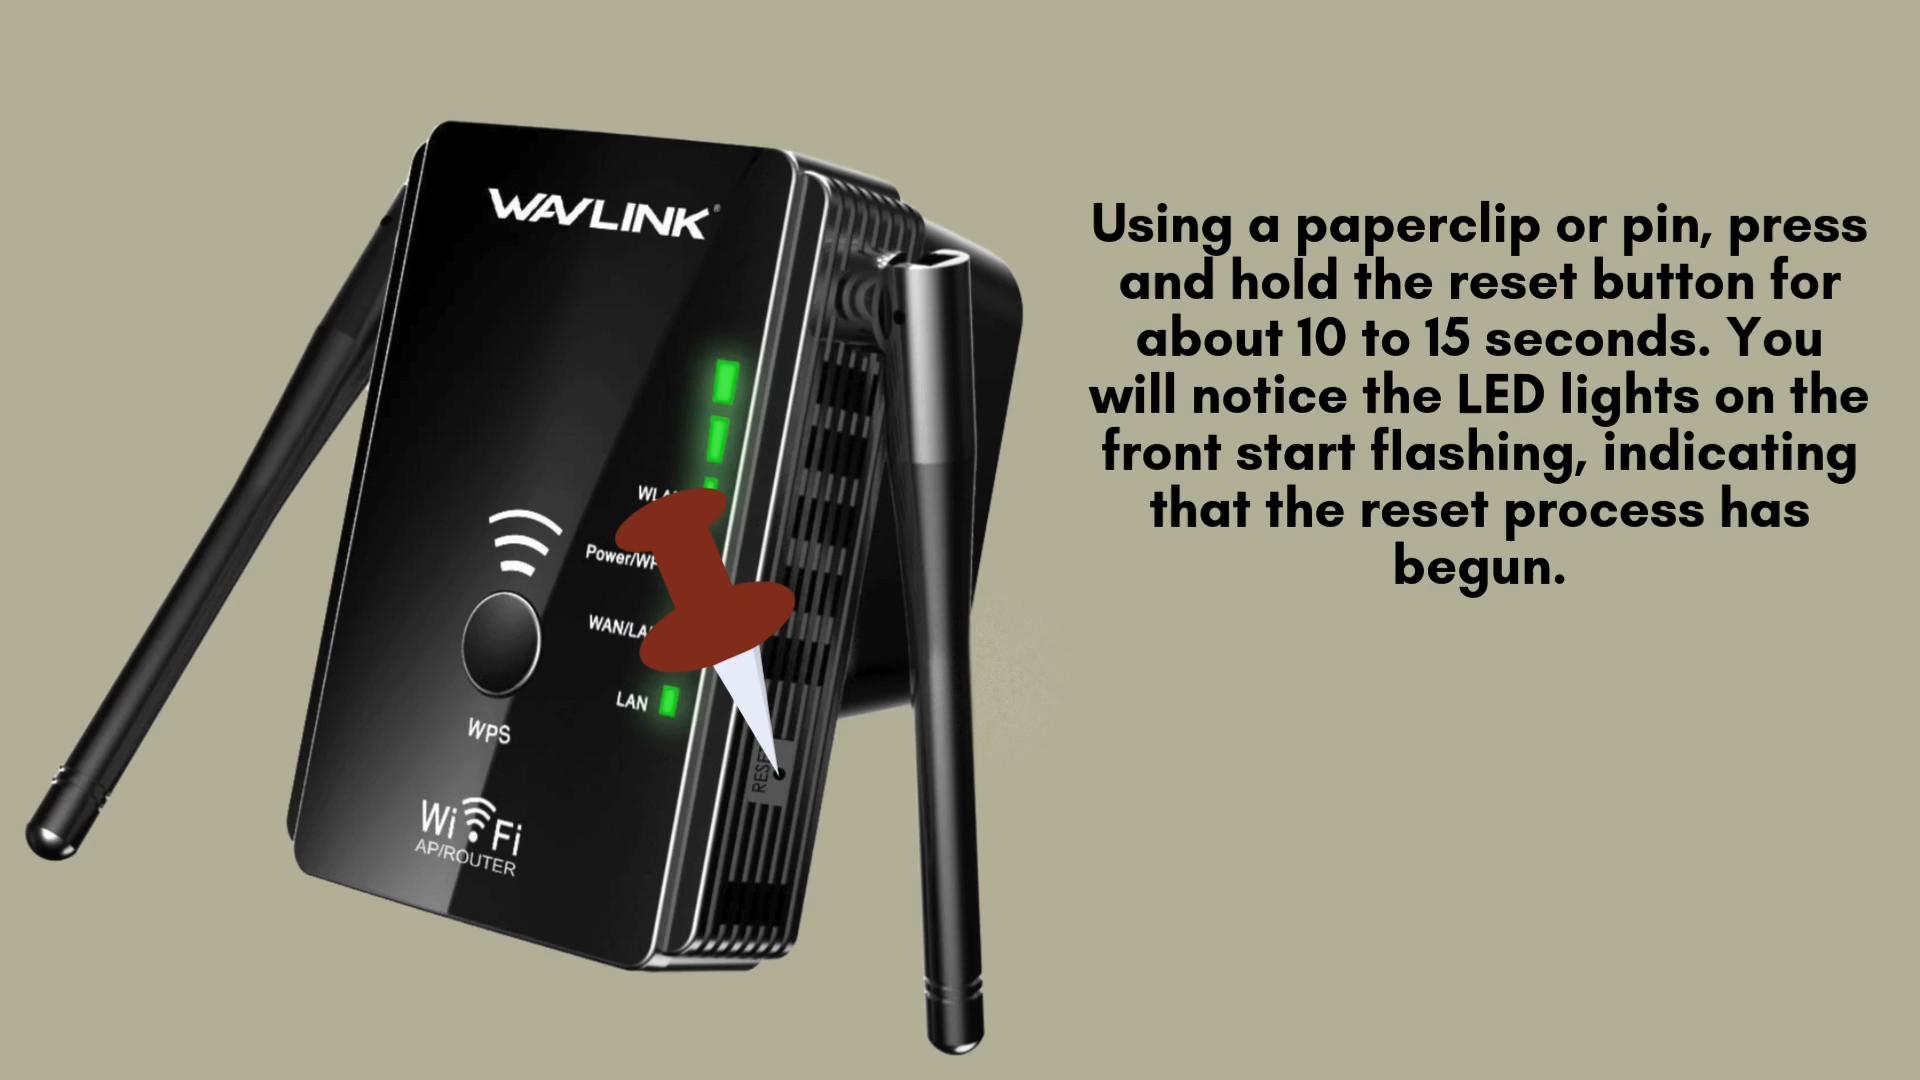 WAVLINK®
WPS
LAN
Wi Fi
AP/ROUTER
Using a paperclip or pin, press
and hold the reset button for
about 10 to 15 seconds. You
will notice the LED lights on the
front start flashing, indicating
that the reset process has
begun.